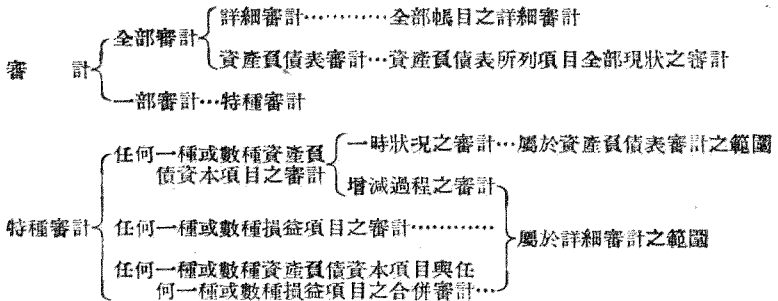 詳細審計…………全部帳目之詳細審計
全部審計
資產負債表審計…資產負債表所列項目全部現狀之審計
審 計
一部審計…特種審計
任何一種或數種資產負
債資本項目之審計
一時狀況之審計…屬於資產負債表審計之範圍
增減過程之審計
特種審計
任何一種或數種損益項目之審計…………
屬於詳細審計之範圍
任何一種或數種資產負債資本項目與任
何一種或數種損益項目之合併審計…